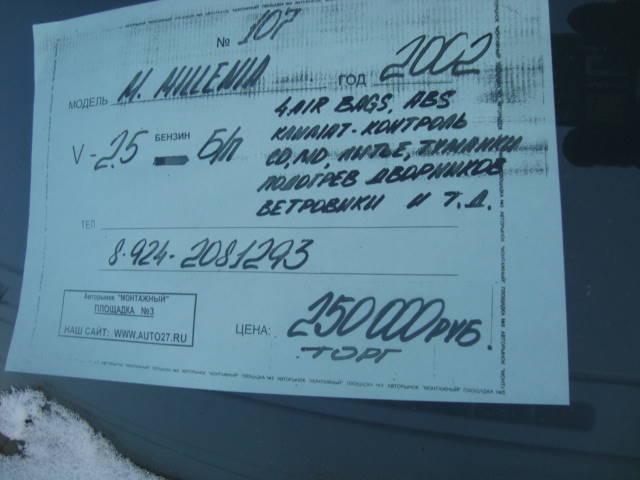 № 107
МОДЕЛЬ M. MILLENIA ГОД 2002
V - 2.5 БЕНЗИН Б/П
4 AIR BAGS, ABS
КЛИМАТ-КОНТРОЛЬ
CD, MD, ЛИТЬЕ, ТУМАНКИ
ПОДОГРЕВ ДВОРНИКОВ
ВЕТРОВИКИ И Т.Д.
ТЕЛ
8-924-2081293
Авторынок "МОНТАЖНЫЙ"
ПЛОЩАДКА №3
НАШ САЙТ: WWW.AUTO27.RU
ЦЕНА: 250 000 РУБ
ТОРГ